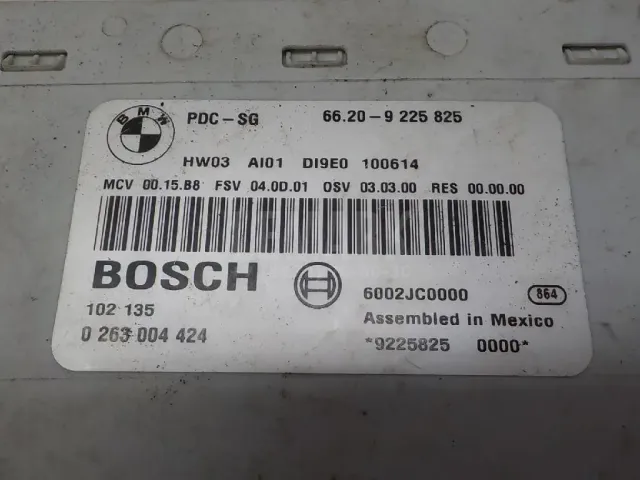 BMW
PDC-SG 66.20-9 225 825
HW03 AI01 DI9E0 100614
MCV 00.15.B8 FSV 04.0D.01 OSV 03.03.00 RES 00.00.00
BOSCH
6002JC0000 864
102 135
Assembled in Mexico
0 263 004 424
*9225825 0000*